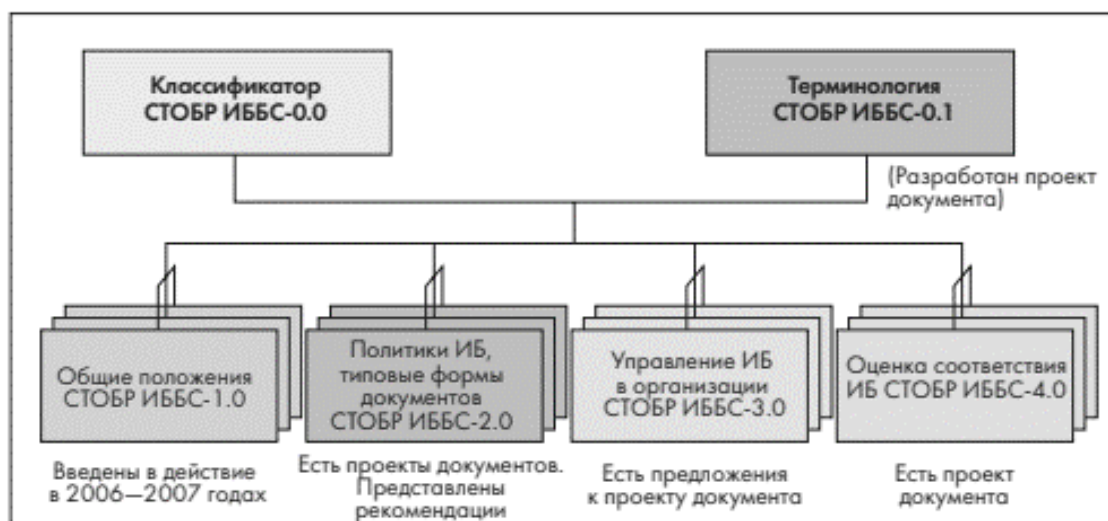 Классификатор
СТОБР ИББС-0.0
Терминология
СТОБР ИББС-0.1
(Разработан проект
документа)
Общие положения
СТОБР ИББС-1.0
Политики ИБ,
типовые формы
документов
СТОБР ИББС-2.0
Управление ИБ
в организации
СТОБР ИББС-3.0
Оценка соответствия
ИБ СТОБР ИББС-4.0
Введены в действие
в 2006—2007 годах
Есть проекты документов.
Представлены
рекомендации
Есть предложения
к проекту документа
Есть проект
документа